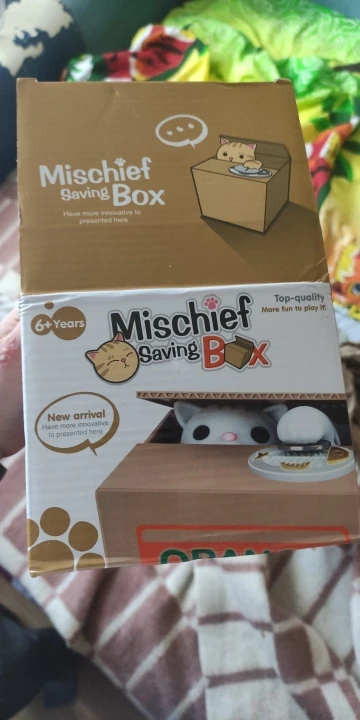 Mischief
Saving Box
Have more innovative to
presented here
6+Years
Top-quality
More fun to play it!
Mischief
Saving Box
New arrival
Have more innovative
to presented here